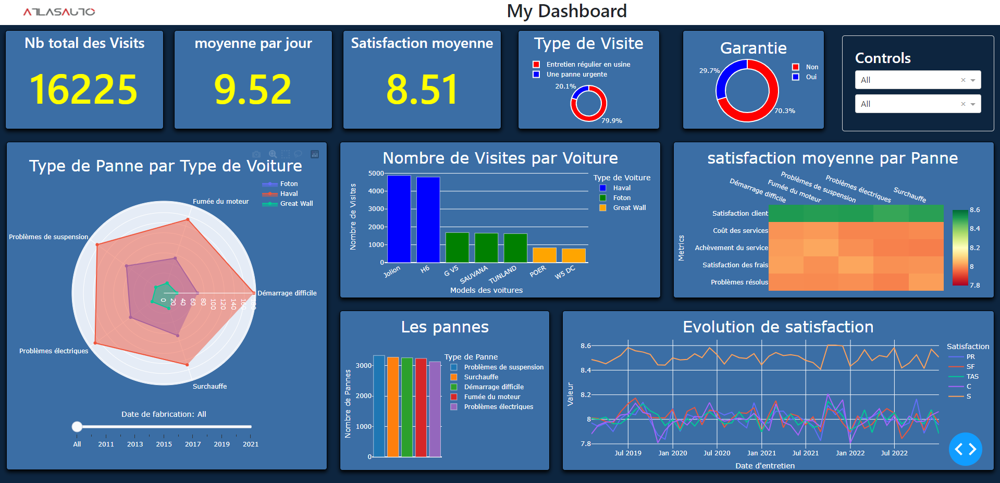 ATLASAUTO
My Dashboard
Nb total des Visits
16225
moyenne par jour
9.52
Satisfaction moyenne
8.51
Type de Visite
Entretien régulier en usine
Une panne urgente
20.1%
79.9%
Garantie
Non
Oui
29.7%
70.3%
Controls
All
All
Type de Panne par Type de Voiture
Foton
Haval
Great Wall
Fumée du moteur
Problèmes de suspension
Démarrage difficile
Problèmes électriques
Surchauffe
0 20 40 60 80 100 120 140 160 180
Date de fabrication: All
All 2011 2013 2015 2017 2019 2021
Nombre de Visites par Voiture
Nombre de Visites
5000
4000
3000
2000
1000
0
Jolion H6 G V5 SAUVANA TUNLAND POER W5 DC
Models des voitures
Type de Voiture
Haval
Foton
Great Wall
satisfaction moyenne par Panne
Démarrage difficile
Fumée du moteur
Problèmes de suspension
Problèmes électriques
Surchauffe
Metrics
Satisfaction client
Coût des services
Achèvement du service
Satisfaction des frais
Problèmes résolus
8.6
8.4
8.2
8
7.8
Les pannes
Nombre de Pannes
3000
2000
1000
0
Type de Panne
Problèmes de suspension
Surchauffe
Démarrage difficile
Fumée du moteur
Problèmes électriques
Evolution de satisfaction
Valeur
8.6
8.4
8.2
8
7.8
Jul 2019 Jan 2020 Jul 2020 Jan 2021 Jul 2021 Jan 2022 Jul 2022
Date d'entretien
Satisfaction
PR
SF
TAS
C
S